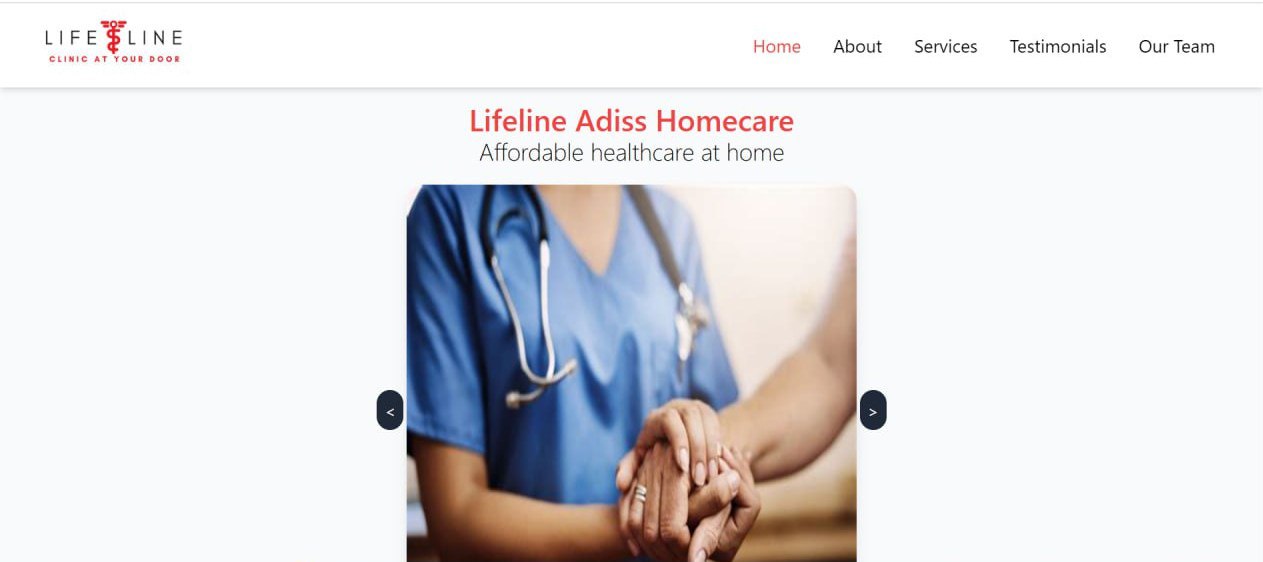 LIFE LINE
CLINIC AT YOUR DOOR
Home About Services Testimonials Our Team
Lifeline Adiss Homecare
Affordable healthcare at home
< >